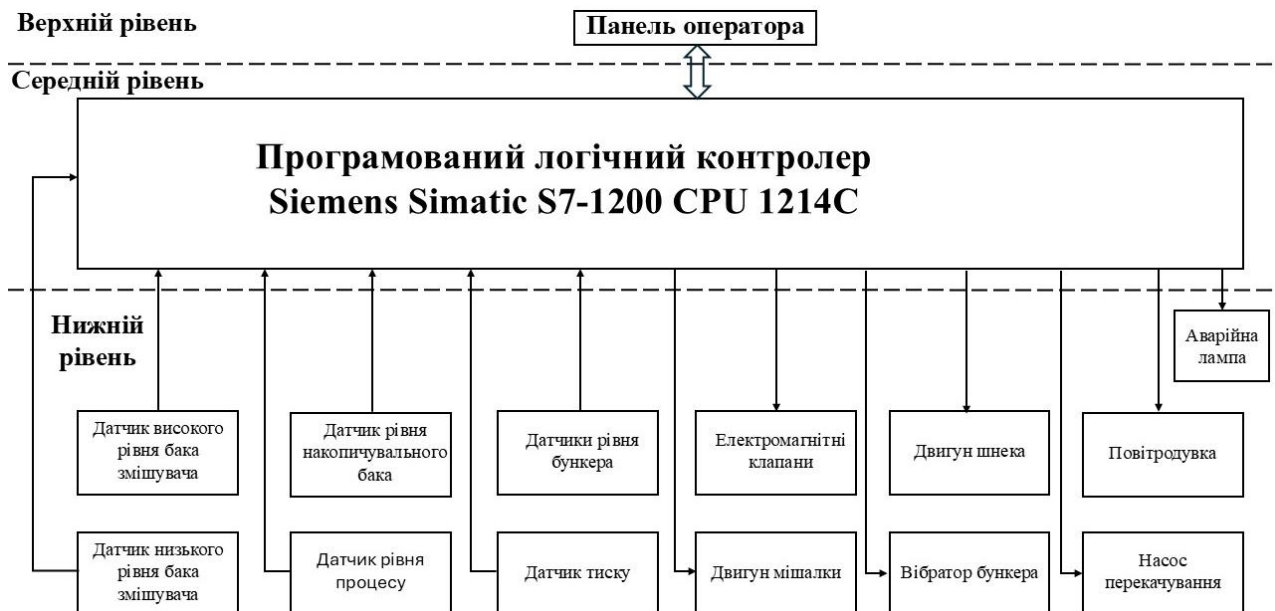 Верхній рівень
Панель оператора
Середній рівень
Програмований логічний контролер
Siemens Simatic S7-1200 CPU 1214C
Нижній
рівень
Аварійна
лампа
Датчик високого
рівня бака
змішувача
Датчик рівня
накопичувального
бака
Датчики рівня
бункера
Електромагнітні
клапани
Двигун шнека
Повітродувка
Датчик низького
рівня бака
змішувача
Датчик рівня
процесу
Датчик тиску
Двигун мішалки
Вібратор бункера
Насос
перекачування